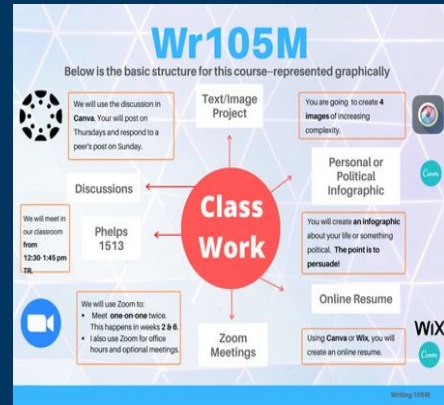 Wr105M
Below is the basic structure for this course–represented graphically
We will use the discussion in
Canva. Your will post on
Thursdays and respond to a
peer's post on Sunday.
Text/Image
Project
You are going to create 4
images of increasing
complexity.
Discussions
Personal or
Political
Infographic
Canva
We will meet in
our classroom
from
12:30-1:45 pm
TR.
Phelps
1513
Class
Work
You will create an infographic
about your life or something
poltical. The point is to
persuade!
We will use Zoom to:
• Meet one-on-one twice.
This happens in weeks 2 & 6.
• I also use Zoom for office
hours and optional meetings.
Zoom
Meetings
Online Resume
Using Canva or Wix, you will
create an online resume.
WiX
Canva
Writing 105M